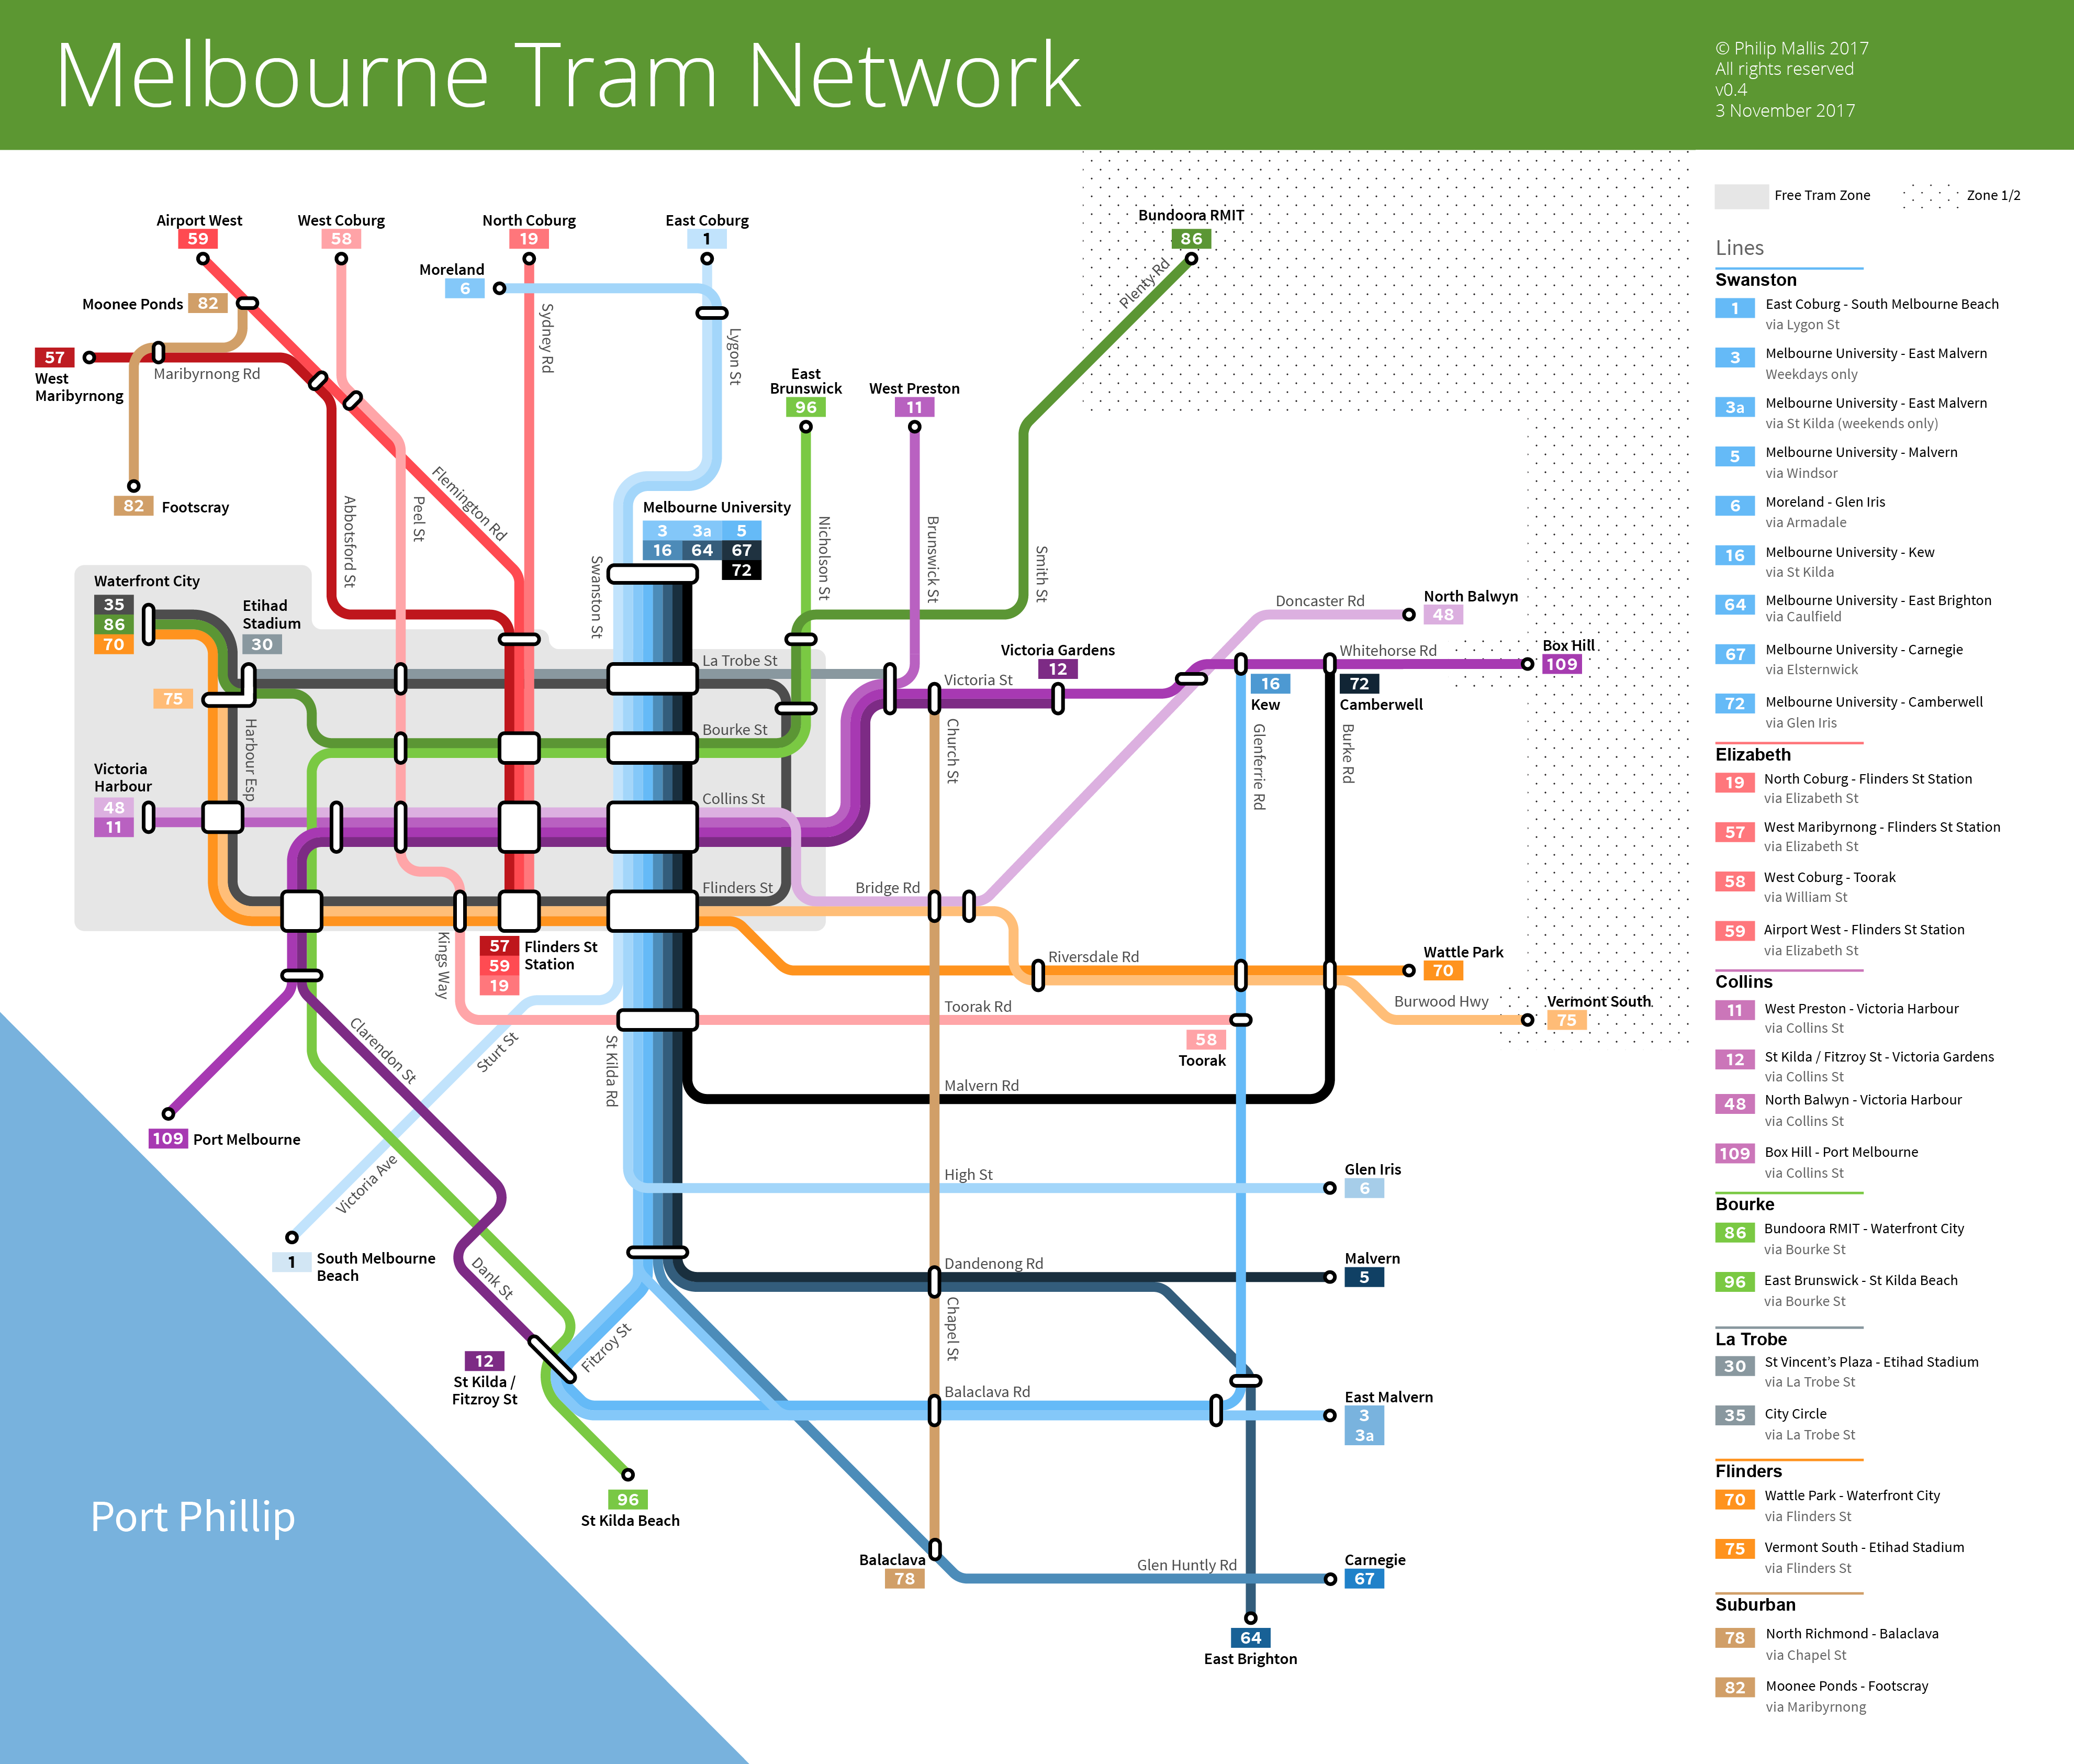 Melbourne Tram Network
© Philip Mallis 2017
All rights reserved
v0.4
3 November 2017
Airport West
59
West Coburg
58
North Coburg
19
East Coburg
1
Bundoora RMIT
86
Moreland
6
Moonee Ponds
82
57
West
Maribyrnong
Maribyrnong Rd
Sydney Rd
Lygon St
Plenty Rd
East
Brunswick
96
West Preston
11
82
Footscray
Abbotsford St
Peel St
Flemington Rd
Melbourne University
3
3a
5
16
64
67
72
Swanston St
Nicholson St
Brunswick St
Smith St
Waterfront City
35
86
70
Etihad
Stadium
30
75
Harbour Esp
Victoria
Harbour
48
11
La Trobe St
Bourke St
Collins St
Flinders St
Victoria Gardens
12
Victoria St
Church St
Doncaster Rd
North Balwyn
48
Whitehorse Rd
Box Hill
109
16
Kew
72
Camberwell
Glenferrie Rd
Burke Rd
Bridge Rd
Kings Way
57
59
19
Flinders St
Station
Riversdale Rd
Wattle Park
70
Toorak Rd
Burwood Hwy
Vermont South
75
58
Toorak
Clarendon St
Sturt St
St Kilda Rd
Malvern Rd
109
Port Melbourne
Victoria Ave
High St
Glen Iris
6
1
South Melbourne
Beach
Dank St
Dandenong Rd
Malvern
5
Chapel St
Fitzroy St
12
St Kilda /
Fitzroy St
Balaclava Rd
East Malvern
3
3a
96
St Kilda Beach
Port Phillip
Balaclava
78
Glen Huntly Rd
Carnegie
67
64
East Brighton
Free Tram Zone
Zone 1/2
Lines
Swanston
1
East Coburg - South Melbourne Beach
via Lygon St
3
Melbourne University - East Malvern
Weekdays only
3a
Melbourne University - East Malvern
via St Kilda (weekends only)
5
Melbourne University - Malvern
via Windsor
6
Moreland - Glen Iris
via Armadale
16
Melbourne University - Kew
via St Kilda
64
Melbourne University - East Brighton
via Caulfield
67
Melbourne University - Carnegie
via Elsternwick
72
Melbourne University - Camberwell
via Glen Iris
Elizabeth
19
North Coburg - Flinders St Station
via Elizabeth St
57
West Maribyrnong - Flinders St Station
via Elizabeth St
58
West Coburg - Toorak
via William St
59
Airport West - Flinders St Station
via Elizabeth St
Collins
11
West Preston - Victoria Harbour
via Collins St
12
St Kilda / Fitzroy St - Victoria Gardens
via Collins St
48
North Balwyn - Victoria Harbour
via Collins St
109
Box Hill - Port Melbourne
via Collins St
Bourke
86
Bundoora RMIT - Waterfront City
via Bourke St
96
East Brunswick - St Kilda Beach
via Bourke St
La Trobe
30
St Vincent's Plaza - Etihad Stadium
via La Trobe St
35
City Circle
via La Trobe St
Flinders
70
Wattle Park - Waterfront City
via Flinders St
75
Vermont South - Etihad Stadium
via Flinders St
Suburban
78
North Richmond - Balaclava
via Chapel St
82
Moonee Ponds - Footscray
via Maribyrnong